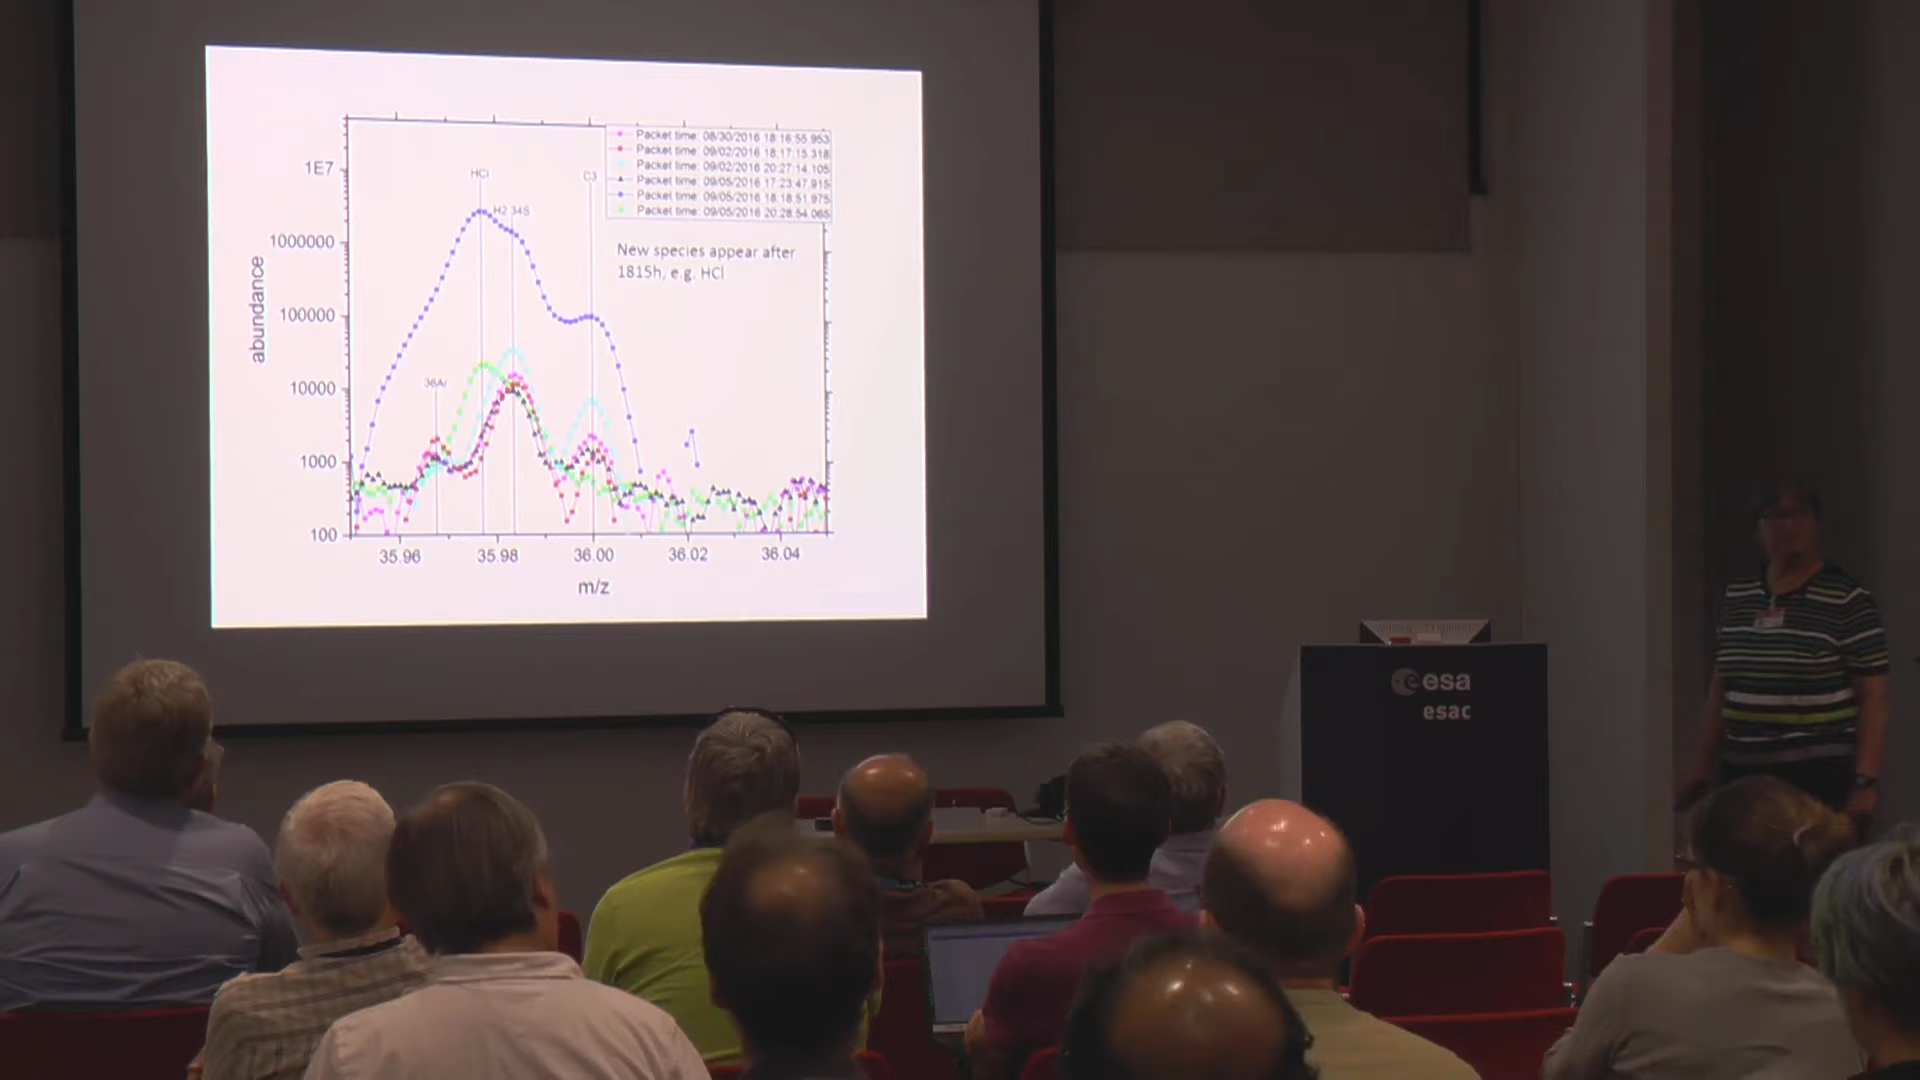 Packet time: 08/30/2016 18:16:55.953
Packet time: 09/02/2016 18:17:15.318
Packet time: 09/02/2016 20:27:14.105
Packet time: 09/05/2016 17:23:47.915
Packet time: 09/05/2016 18:18:51.975
Packet time: 09/05/2016 20:28:54.065
1E7
HCl
C3
H2 34S
1000000
New species appear after
1815h, e.g. HCl
abundance
100000
10000
36Ar
1000
100
35.96
35.98
36.00
36.02
36.04
m/z
esa
esac